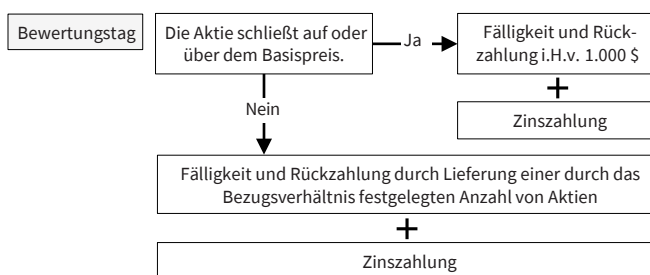 Bewertungstag
Die Aktie schließt auf oder
über dem Basispreis.
Ja
Fälligkeit und Rück-
zahlung i.H.v. 1.000 $
+
Zinszahlung
Nein
Fälligkeit und Rückzahlung durch Lieferung einer durch das
Bezugsverhältnis festgelegten Anzahl von Aktien
+
Zinszahlung